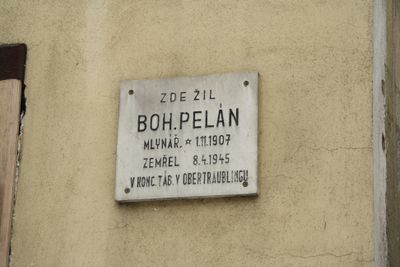 ZDE ŽIL
BOH. PELÁN
MLYNÁŘ, ☆ 1.11.1907
ZEMŘEL 8.4.1945
V KONC. TÁB. V OBERTRAUBLINGU